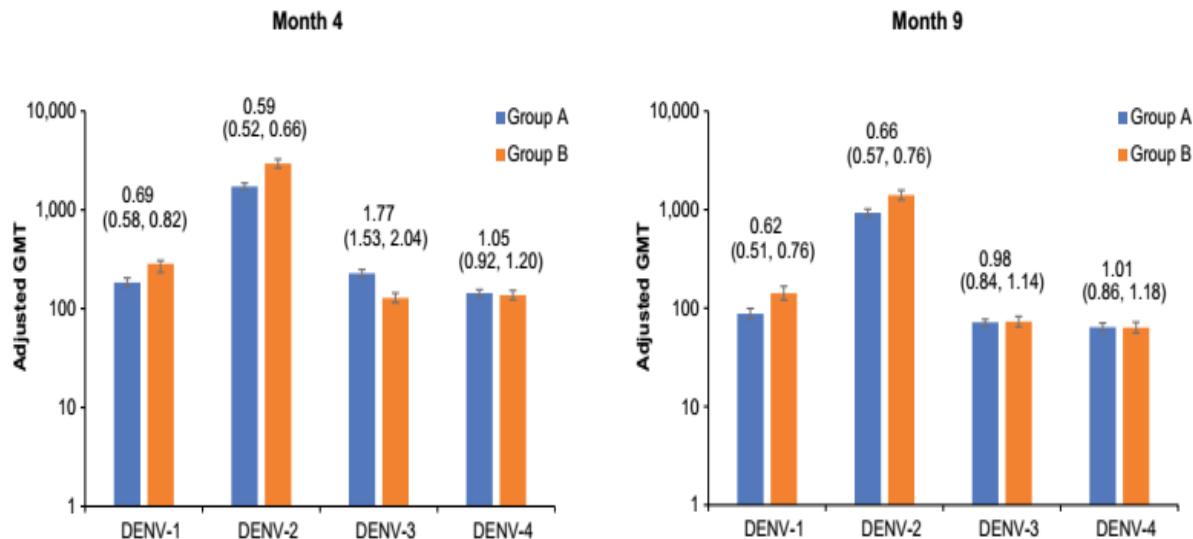 Month 4
Adjusted GMT
10,000
1,000
100
10
1
0.69
(0.58, 0.82)
0.59
(0.52, 0.66)
1.77
(1.53, 2.04)
1.05
(0.92, 1.20)
Group A
Group B
DENV-1 DENV-2 DENV-3 DENV-4
Month 9
Adjusted GMT
10,000
1,000
100
10
1
0.62
(0.51, 0.76)
0.66
(0.57, 0.76)
0.98
(0.84, 1.14)
1.01
(0.86, 1.18)
Group A
Group B
DENV-1 DENV-2 DENV-3 DENV-4